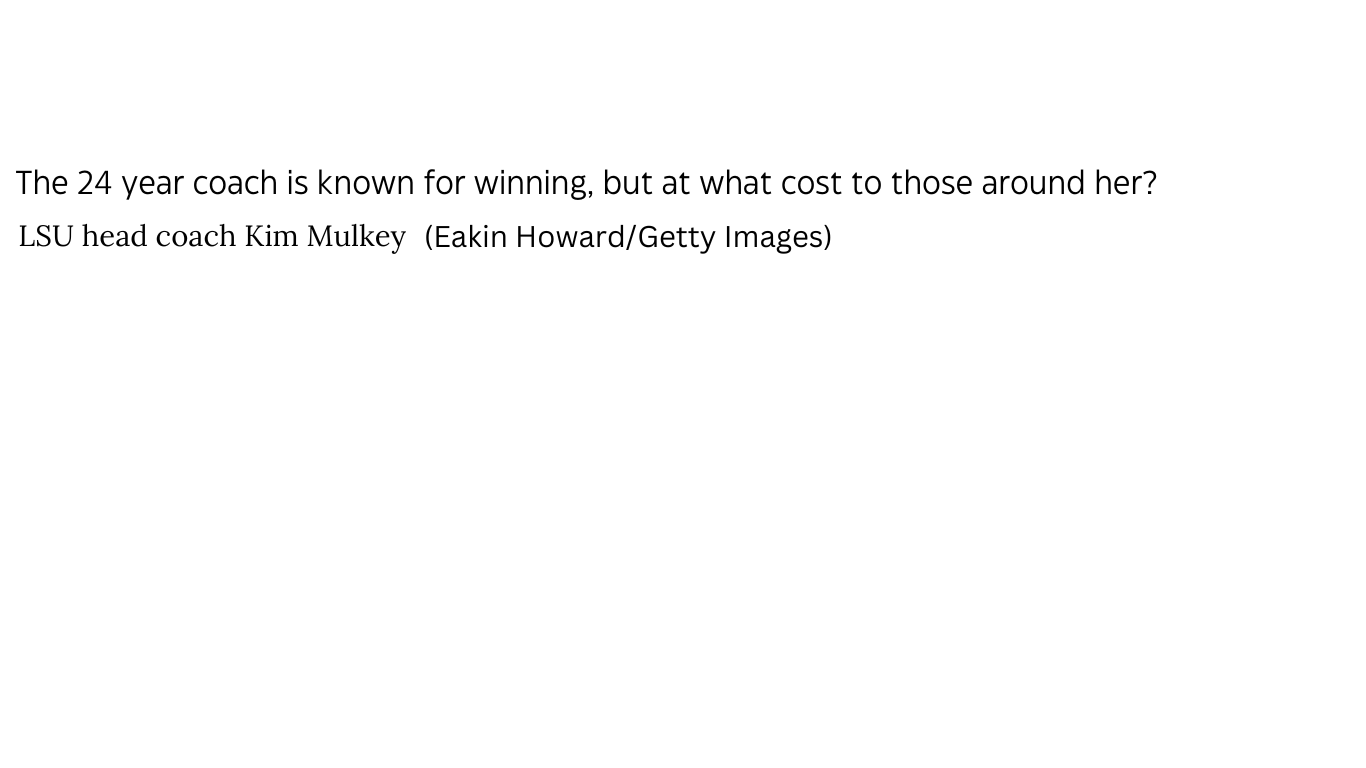 The 24 year coach is known for winning, but at what cost to those around her?
LSU head coach Kim Mulkey (Eakin Howard/Getty Images)